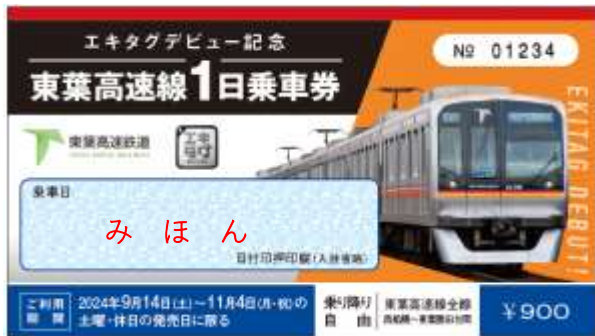 エキタグデビュー記念
東葉高速線1日乗車券
№ 01234
東葉高速鉄道
エキタグ
EKITAG DEBUT!
乗車日
みほん
日付印押印欄(入鋏省略)
ご利用期間
2024年9月14日(土)～11月4日(月・祝)の
土曜・休日の発売日に限る
乗り降り自由
東葉高速線全線
西船橋～東葉勝田台間
￥900